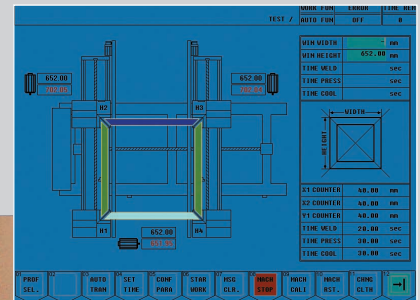 WORK FUN ERROR TIME REM
TEST / AUTO FUN OFF 0
WIN WIDTH mm
WIN HEIGHT 652.00 mm
TIME WELD sec
TIME PRESS sec
TIME COOL sec
652.00
652.00
H2 H3
WIDTH
HEIGHT
X1 COUNTER 40.00 mm
X2 COUNTER 40.00 mm
Y1 COUNTER 40.00 mm
TIME WELD 20.00 sec
TIME PRESS 30.00 sec
TIME COOL 30.00 sec
H1 H4
652.00
PROF SEL.
AUTO TRAN
SET TIME
CONF PARA
STAR WORK
MSG CLR.
MACH STOP
MACH CALI
MACH RST.
CHNG CLTH